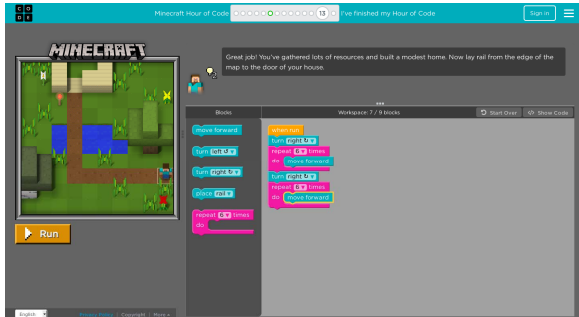 C O
D E
Minecraft Hour of Code
13
I've finished my Hour of Code
Sign in
MINECRAFT
Great job! You've gathered lots of resources and built a modest home. Now lay rail from the edge of the
map to the door of your house.
Blocks
Workspace: 7 / 9 blocks
Start Over
</> Show Code
move forward
turn left ↺ ▾
turn right ↻ ▾
place rail ▾
repeat 6 ▾ times
do
when run
turn right ↻ ▾
repeat 6 ▾ times
do move forward
turn right ↻ ▾
repeat 6 ▾ times
do move forward
Run
English
Privacy Policy | Copyright | More